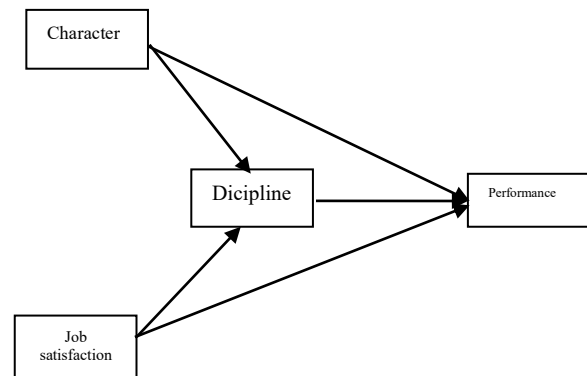 Character
Dicipline
Performance
Job
satisfaction